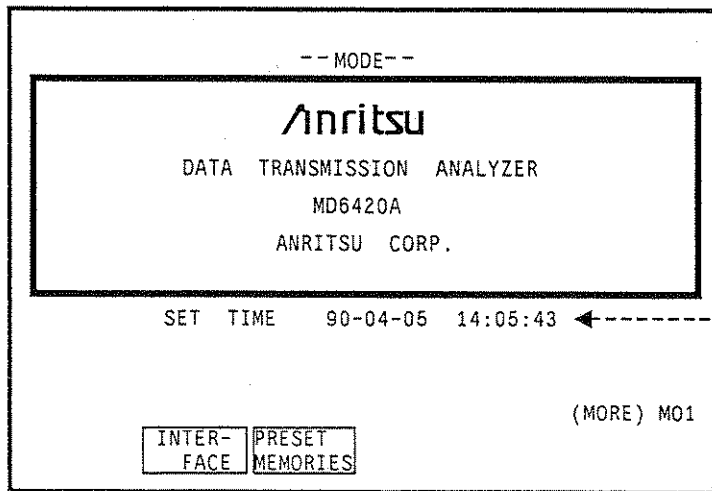 --MODE--
Anritsu
DATA TRANSMISSION ANALYZER
MD6420A
ANRITSU CORP.
SET TIME 90-04-05 14:05:43
(MORE) MO1
INTER- PRESET
FACE MEMORIES